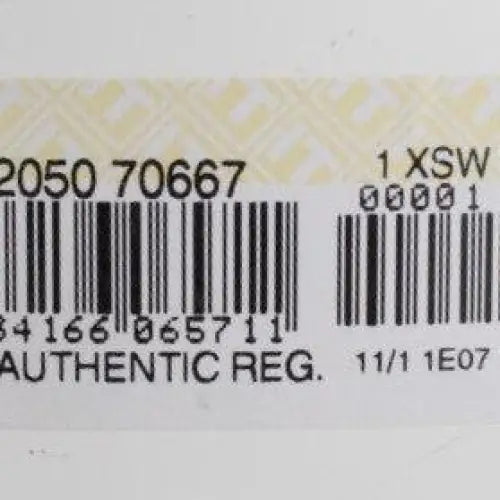 2050 70667
1 XSW
00001
84166 065711
AUTHENTIC REG.
11/1 1E07